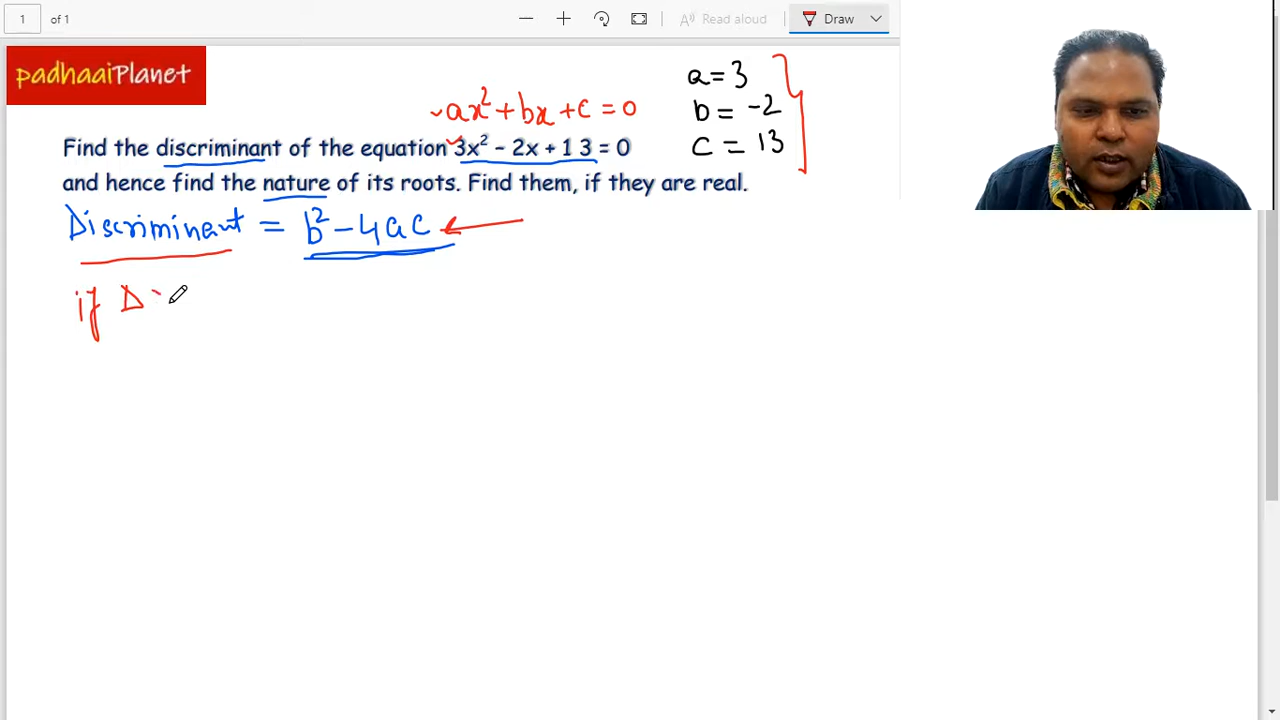 1 of 1
Read aloud
Draw
padhaaiPlanet
ax² + bx + c = 0
a = 3
b = -2
c = 13
Find the discriminant of the equation 3x² - 2x + 1 3 = 0
and hence find the nature of its roots. Find them, if they are real.
Discriminant = b² - 4ac
if D